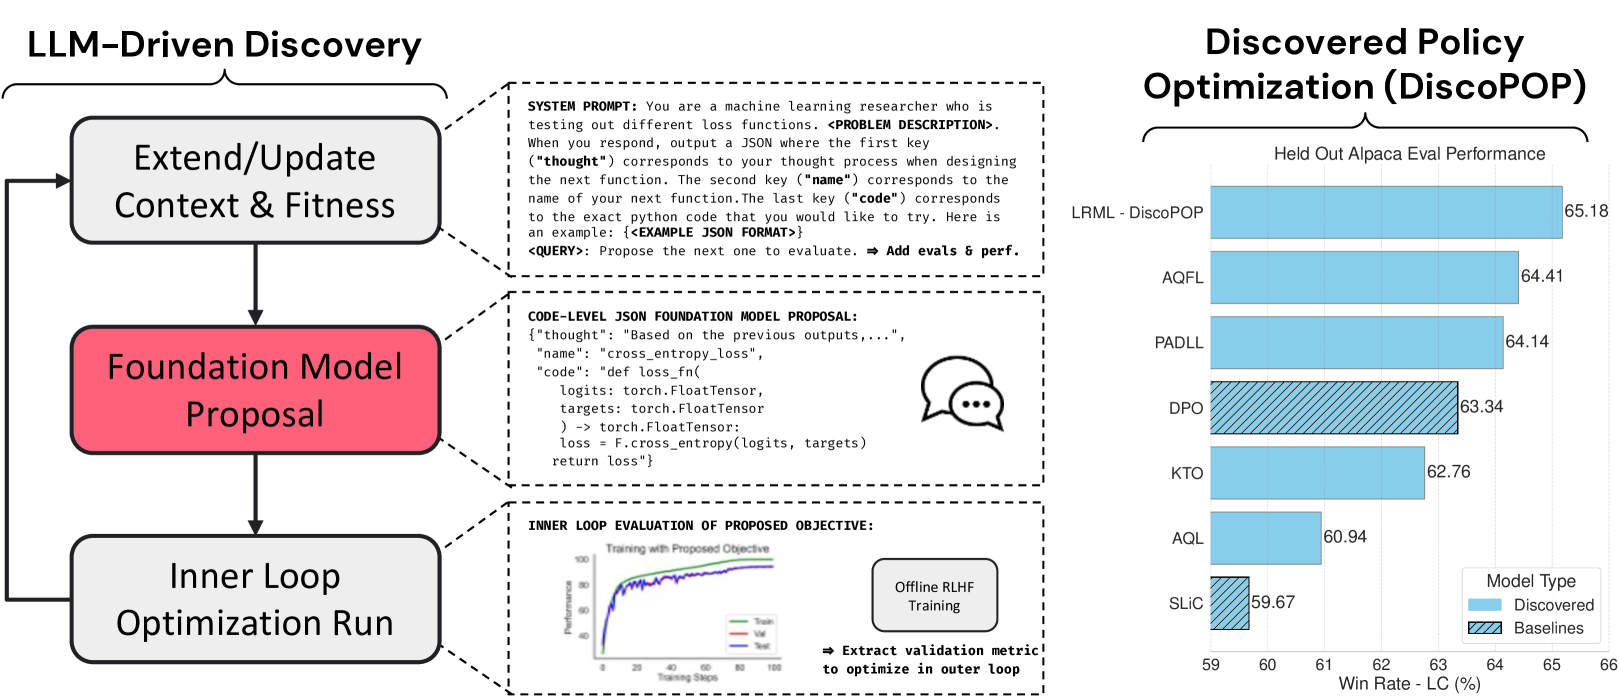 LLM-Driven Discovery
Extend/Update
Context & Fitness
Foundation Model
Proposal
Inner Loop
Optimization Run
SYSTEM PROMPT: You are a machine learning researcher who is
testing out different loss functions. <PROBLEM DESCRIPTION>.
When you respond, output a JSON where the first key
("thought") corresponds to your thought process when designing
the next function. The second key ("name") corresponds to the
name of your next function.The last key ("code") corresponds
to the exact python code that you would like to try. Here is
an example: {<EXAMPLE JSON FORMAT>}
<QUERY>: Propose the next one to evaluate. ⇒ Add evals & perf.
CODE-LEVEL JSON FOUNDATION MODEL PROPOSAL:
{"thought": "Based on the previous outputs,...",
"name": "cross_entropy_loss",
"code": "def loss_fn(
logits: torch.FloatTensor,
targets: torch.FloatTensor
) -> torch.FloatTensor:
loss = F.cross_entropy(logits, targets)
return loss"}
INNER LOOP EVALUATION OF PROPOSED OBJECTIVE:
Training with Proposed Objective
Performance
100
80
60
40
0 20 40 60 80 100
Training Steps
Train
Val
Test
Offline RLHF
Training
⇒ Extract validation metric
to optimize in outer loop
Discovered Policy
Optimization (DiscoPOP)
Held Out Alpaca Eval Performance
LRML - DiscoPOP 65.18
AQFL 64.41
PADLL 64.14
DPO 63.34
KTO 62.76
AQL 60.94
SLiC 59.67
Model Type
Discovered
Baselines
59 60 61 62 63 64 65 66
Win Rate - LC (%)